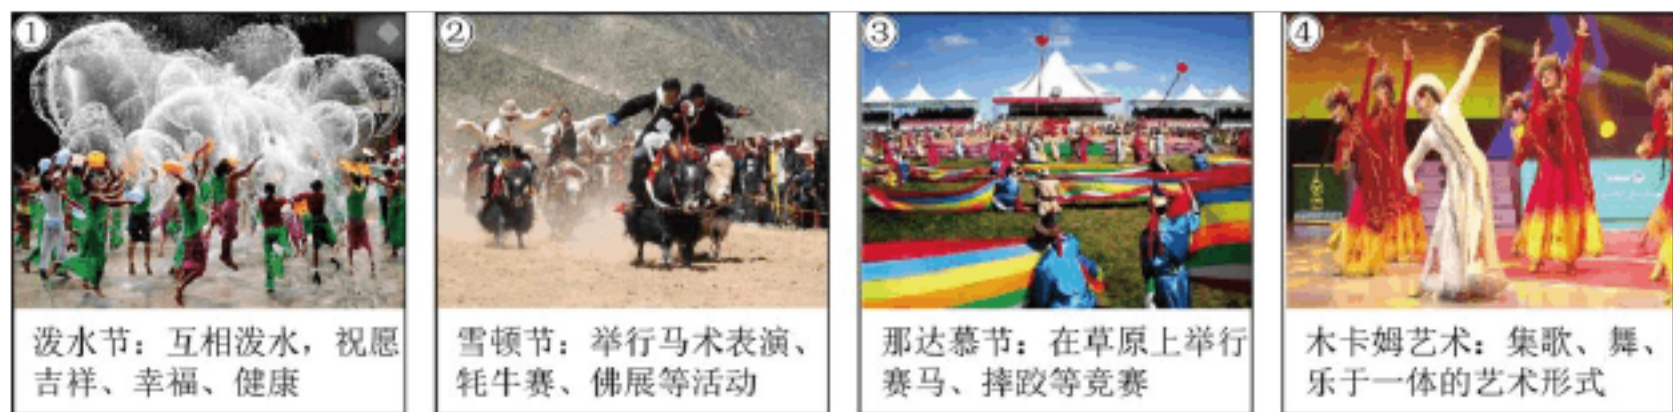 ①
②
③
④
泼水节：互相泼水，祝愿
吉祥、幸福、健康
雪顿节：举行马术表演、
牦牛赛、佛展等活动
那达慕节：在草原上举行
赛马、摔跤等竞赛
木卡姆艺术：集歌、舞、
乐于一体的艺术形式